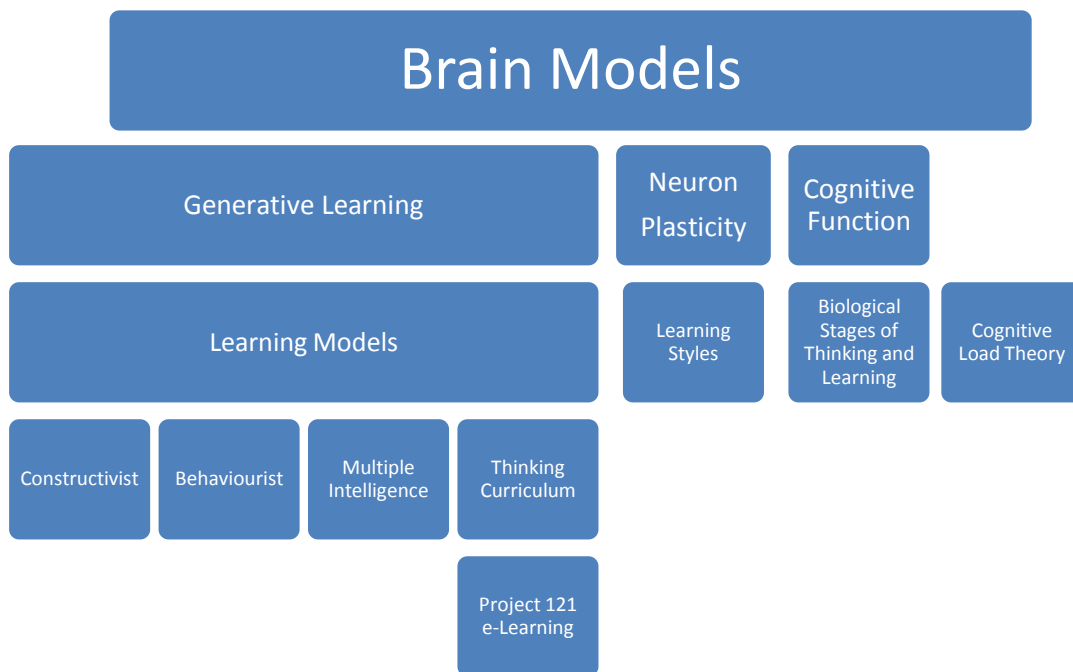 Brain Models
Generative Learning
Neuron
Plasticity
Cognitive
Function
Learning Models
Learning
Styles
Biological
Stages of
Thinking and
Learning
Cognitive
Load Theory
Constructivist
Behaviourist
Multiple
Intelligence
Thinking
Curriculum
Project 121
e-Learning